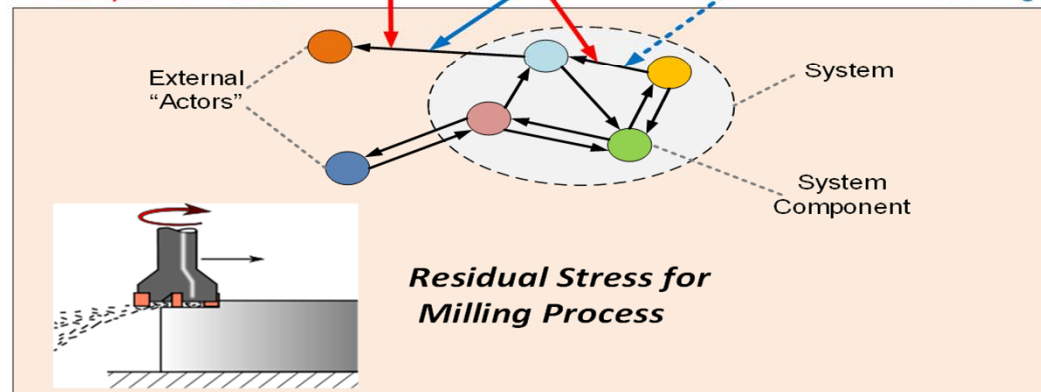 External
"Actors"
System
System
Component
Residual Stress for
Milling Process